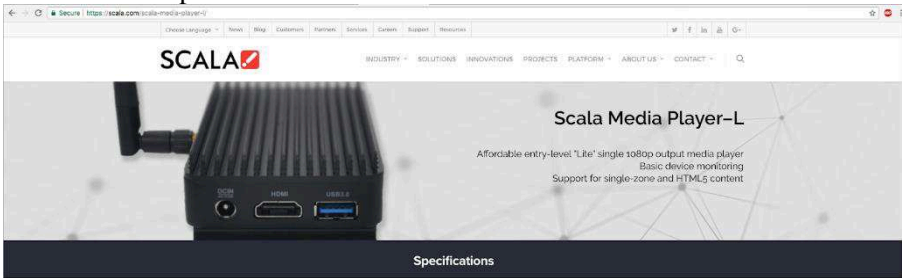 Secure https://scala.com/scala-media-player-l/
Choose Language News Blog Customers Partners Services Careers Support Resources
SCALA INDUSTRY SOLUTIONS INNOVATIONS PROJECTS PLATFORM ABOUT US CONTACT
Scala Media Player–L
Affordable entry-level "Lite" single 1080p output media player
Basic device monitoring
Support for single-zone and HTML5 content
DCIN HDMI USB3.0
Specifications